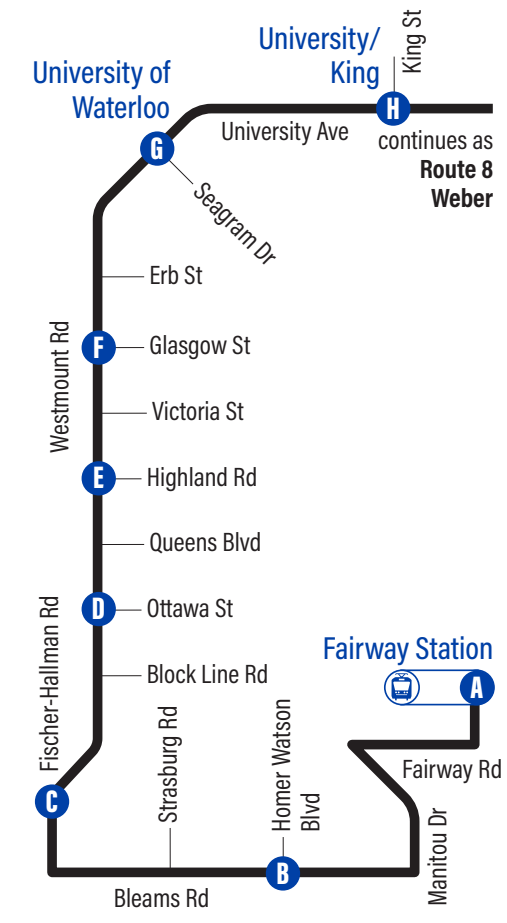 University/
King
King St
University of
Waterloo
H
University Ave
continues as
Route 8
Weber
G
Seagram Dr
Erb St
Westmount Rd
F
Glasgow St
Victoria St
E
Highland Rd
Queens Blvd
D
Ottawa St
Fischer-Hallman Rd
Block Line Rd
Fairway Station
A
Fairway Rd
Strasburg Rd
Homer Watson
Blvd
C
Manitou Dr
B
Bleams Rd